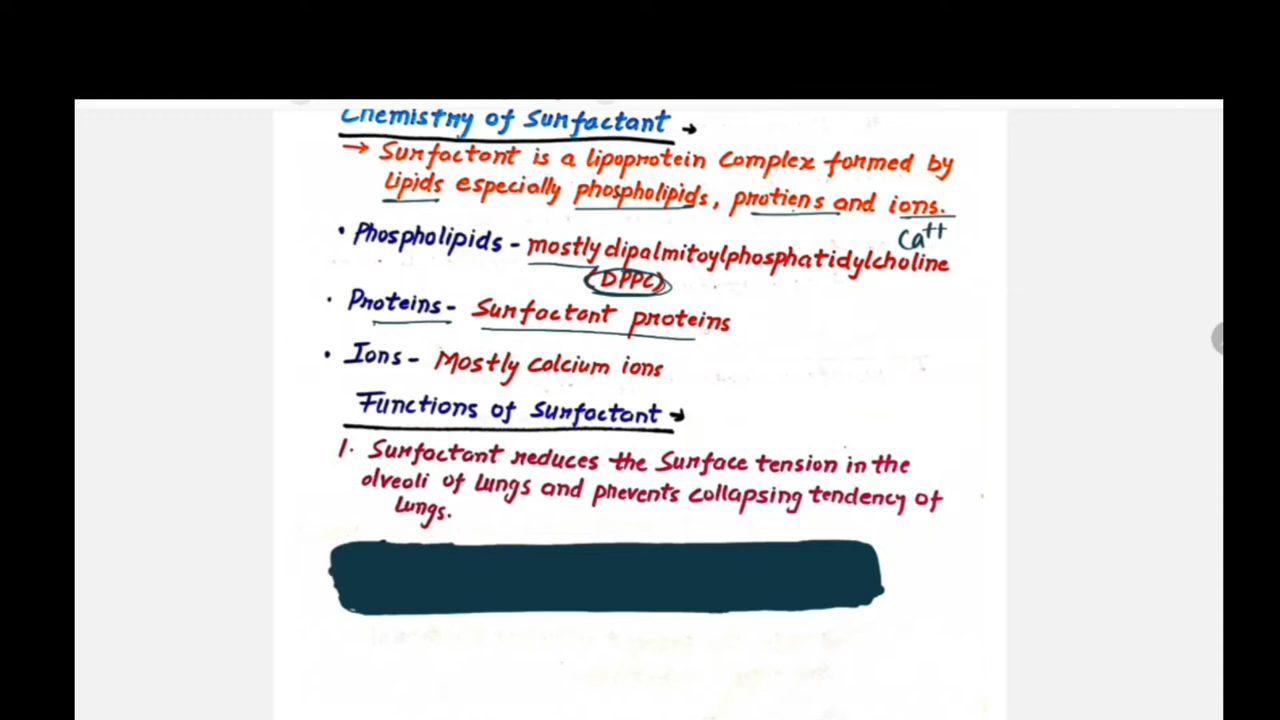 Chemistry of Surfactant →
→ Surfactant is a lipoprotein complex formed by
Lipids especially phospholipids, protiens and ions.
Ca++
• Phospholipids - mostly dipalmitoylphosphatidylcholine
(DPPC)
• Proteins - Surfactant proteins
• Ions - Mostly calcium ions
Functions of Surfactant →
1. Surfactant reduces the Surface tension in the
alveoli of lungs and prevents collapsing tendency of
Lungs.